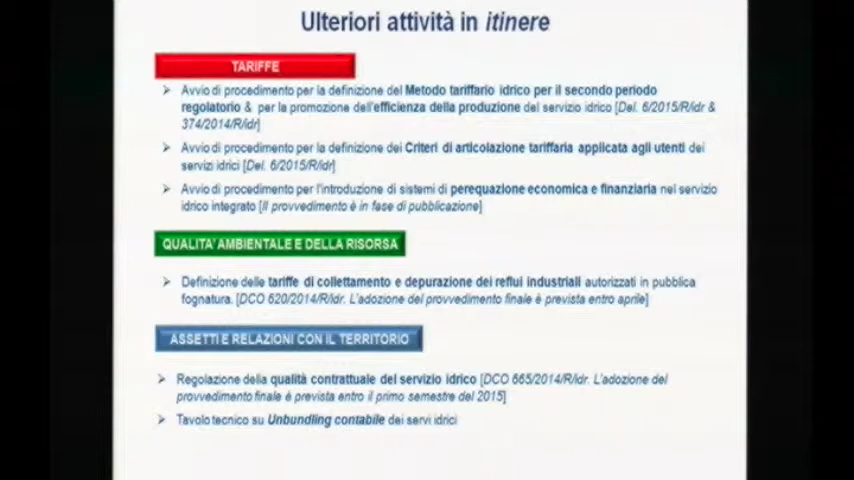 Ulteriori attività in itinere
TARIFFE
Avvio di procedimento per la definizione del Metodo tariffario idrico per il secondo periodo
regolatorio & per la promozione dell'efficienza della produzione del servizio idrico [Del. 6/2015/R/idr &
374/2014/R/idr]
Avvio di procedimento per la definizione dei Criteri di articolazione tariffaria applicata agli utenti dei
servizi idrici [Del. 6/2015/R/idr]
Avvio di procedimento per l'introduzione di sistemi di perequazione economica e finanziaria nel servizio
idrico integrato [Il provvedimento è in fase di pubblicazione]
QUALITA' AMBIENTALE E DELLA RISORSA
Definizione delle tariffe di collettamento e depurazione dei reflui industriali autorizzati in pubblica
fognatura. [DCO 620/2014/R/idr. L'adozione del provvedimento finale è prevista entro aprile]
ASSETTI E RELAZIONI CON IL TERRITORIO
Regolazione della qualità contrattuale del servizio idrico [DCO 665/2014/R/idr. L'adozione del
provvedimento finale è prevista entro il primo semestre del 2015]
Tavolo tecnico su Unbundling contabile dei servi idrici